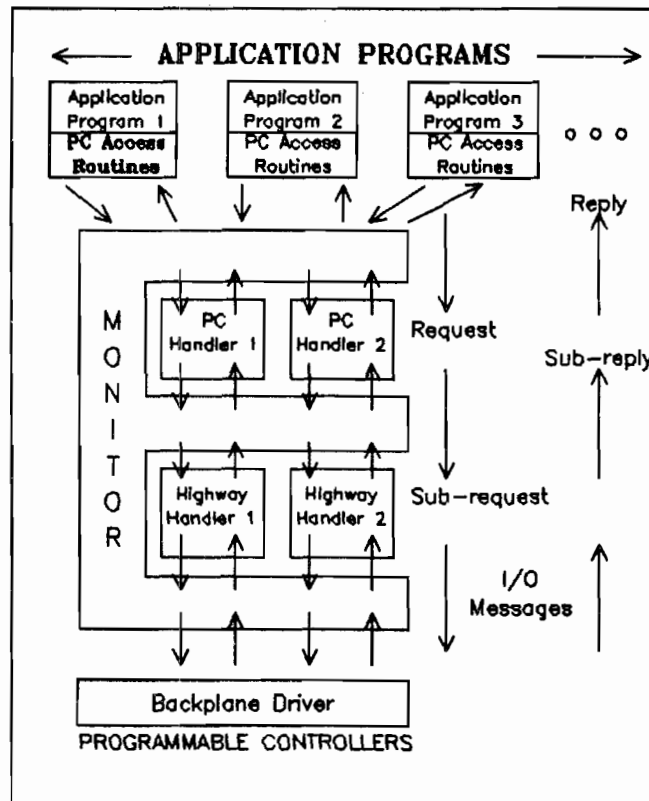 APPLICATION PROGRAMS
Application
Program 1
PC Access
Routines
Application
Program 2
PC Access
Routines
Application
Program 3
PC Access
Routines
o o o
Reply
MONITOR
PC
Handler 1
PC
Handler 2
Request
Sub-reply
Highway
Handler 1
Highway
Handler 2
Sub-request
I/O
Messages
Backplane Driver
PROGRAMMABLE CONTROLLERS